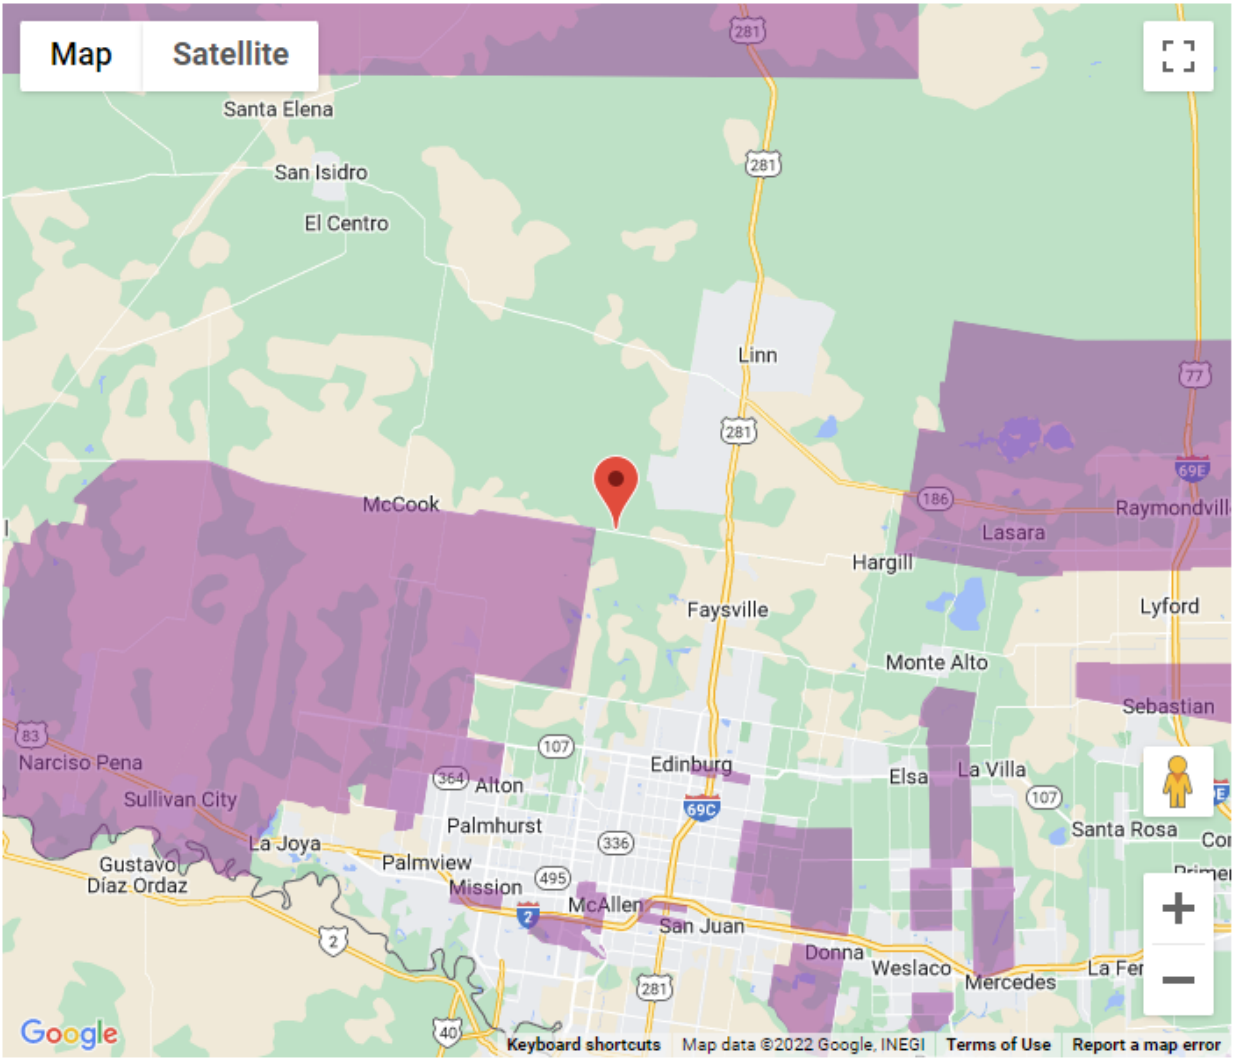 Map
Satellite
281
Santa Elena
281
San Isidro
El Centro
Linn
77
281
69E
McCook
186
Raymondvill
Lasara
Hargill
Faysville
Lyford
Monte Alto
Sebastian
83
107
Narciso Pena
Edinburg
Elsa
La Villa
364
Alton
107
Sullivan City
69C
Palmhurst
Santa Rosa
La Joya
336
Palmview
Gustavo
Díaz Ordaz
495
Mission
McAllen
2
San Juan
2
Donna
Weslaco
La Fer
Mercedes
281
40
Google
Keyboard shortcuts
Map data ©2022 Google, INEGI
Terms of Use
Report a map error